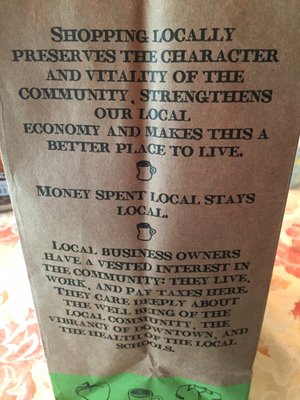 SHOPPING LOCALLY
PRESERVES THE CHARACTER
AND VITALITY OF THE
COMMUNITY, STRENGTHENS
OUR LOCAL
ECONOMY AND MAKES THIS A
BETTER PLACE TO LIVE.
MONEY SPENT LOCAL STAYS
LOCAL.
LOCAL BUSINESS OWNERS
HAVE A VESTED INTEREST IN
THE COMMUNITY: THEY LIVE,
WORK, AND PAY TAXES HERE.
THEY CARE DEEPLY ABOUT
THE WELL BEING OF THE
LOCAL COMMUNITY, THE
VIBRANCY OF DOWNTOWN, AND
THE HEALTH OF THE LOCAL
SCHOOLS.